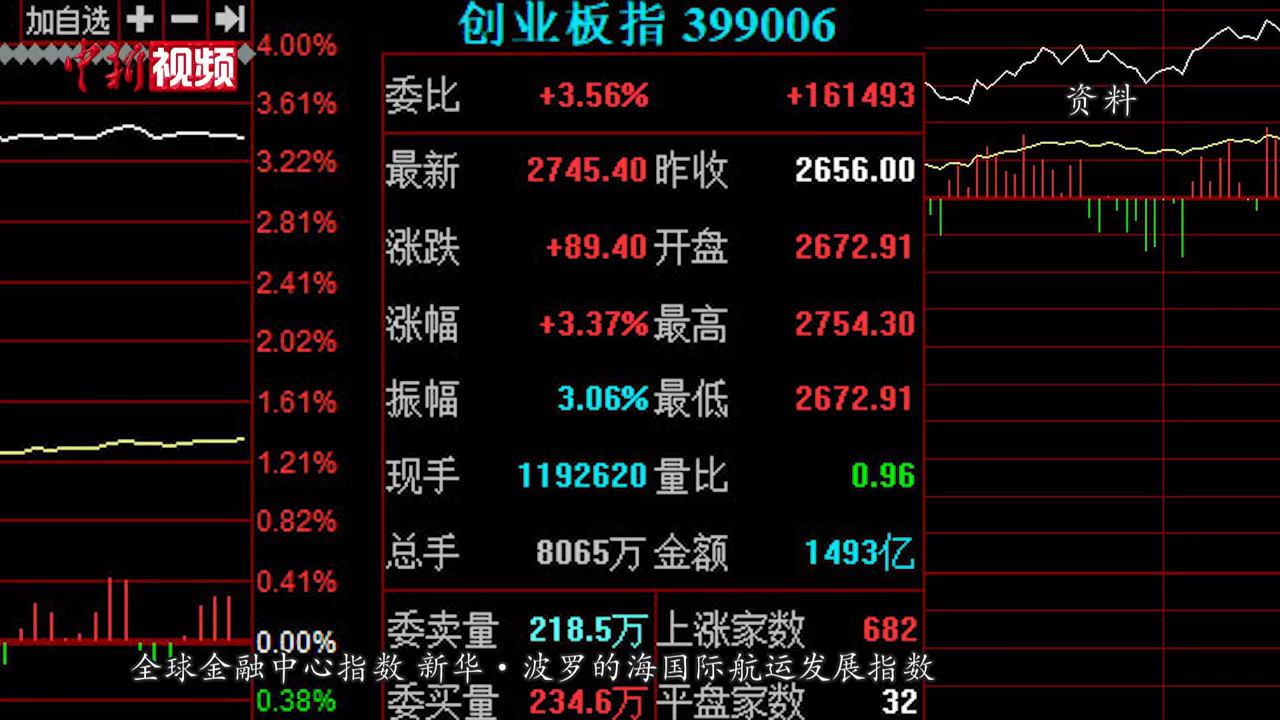 加自选
中新视频
创业板指 399006
4.00%
3.61%
3.22%
2.81%
2.41%
2.02%
1.61%
1.21%
0.82%
0.41%
0.00%
0.38%
委比 +3.56% +161493
最新 2745.40 昨收 2656.00
涨跌 +89.40 开盘 2672.91
涨幅 +3.37% 最高 2754.30
振幅 3.06% 最低 2672.91
现手 1192620 量比 0.96
总手 8065万 金额 1493亿
委卖量 218.5万 上涨家数 682
委买量 234.6万 平盘家数 32
资料
全球金融中心指数 新华·波罗的海国际航运发展指数